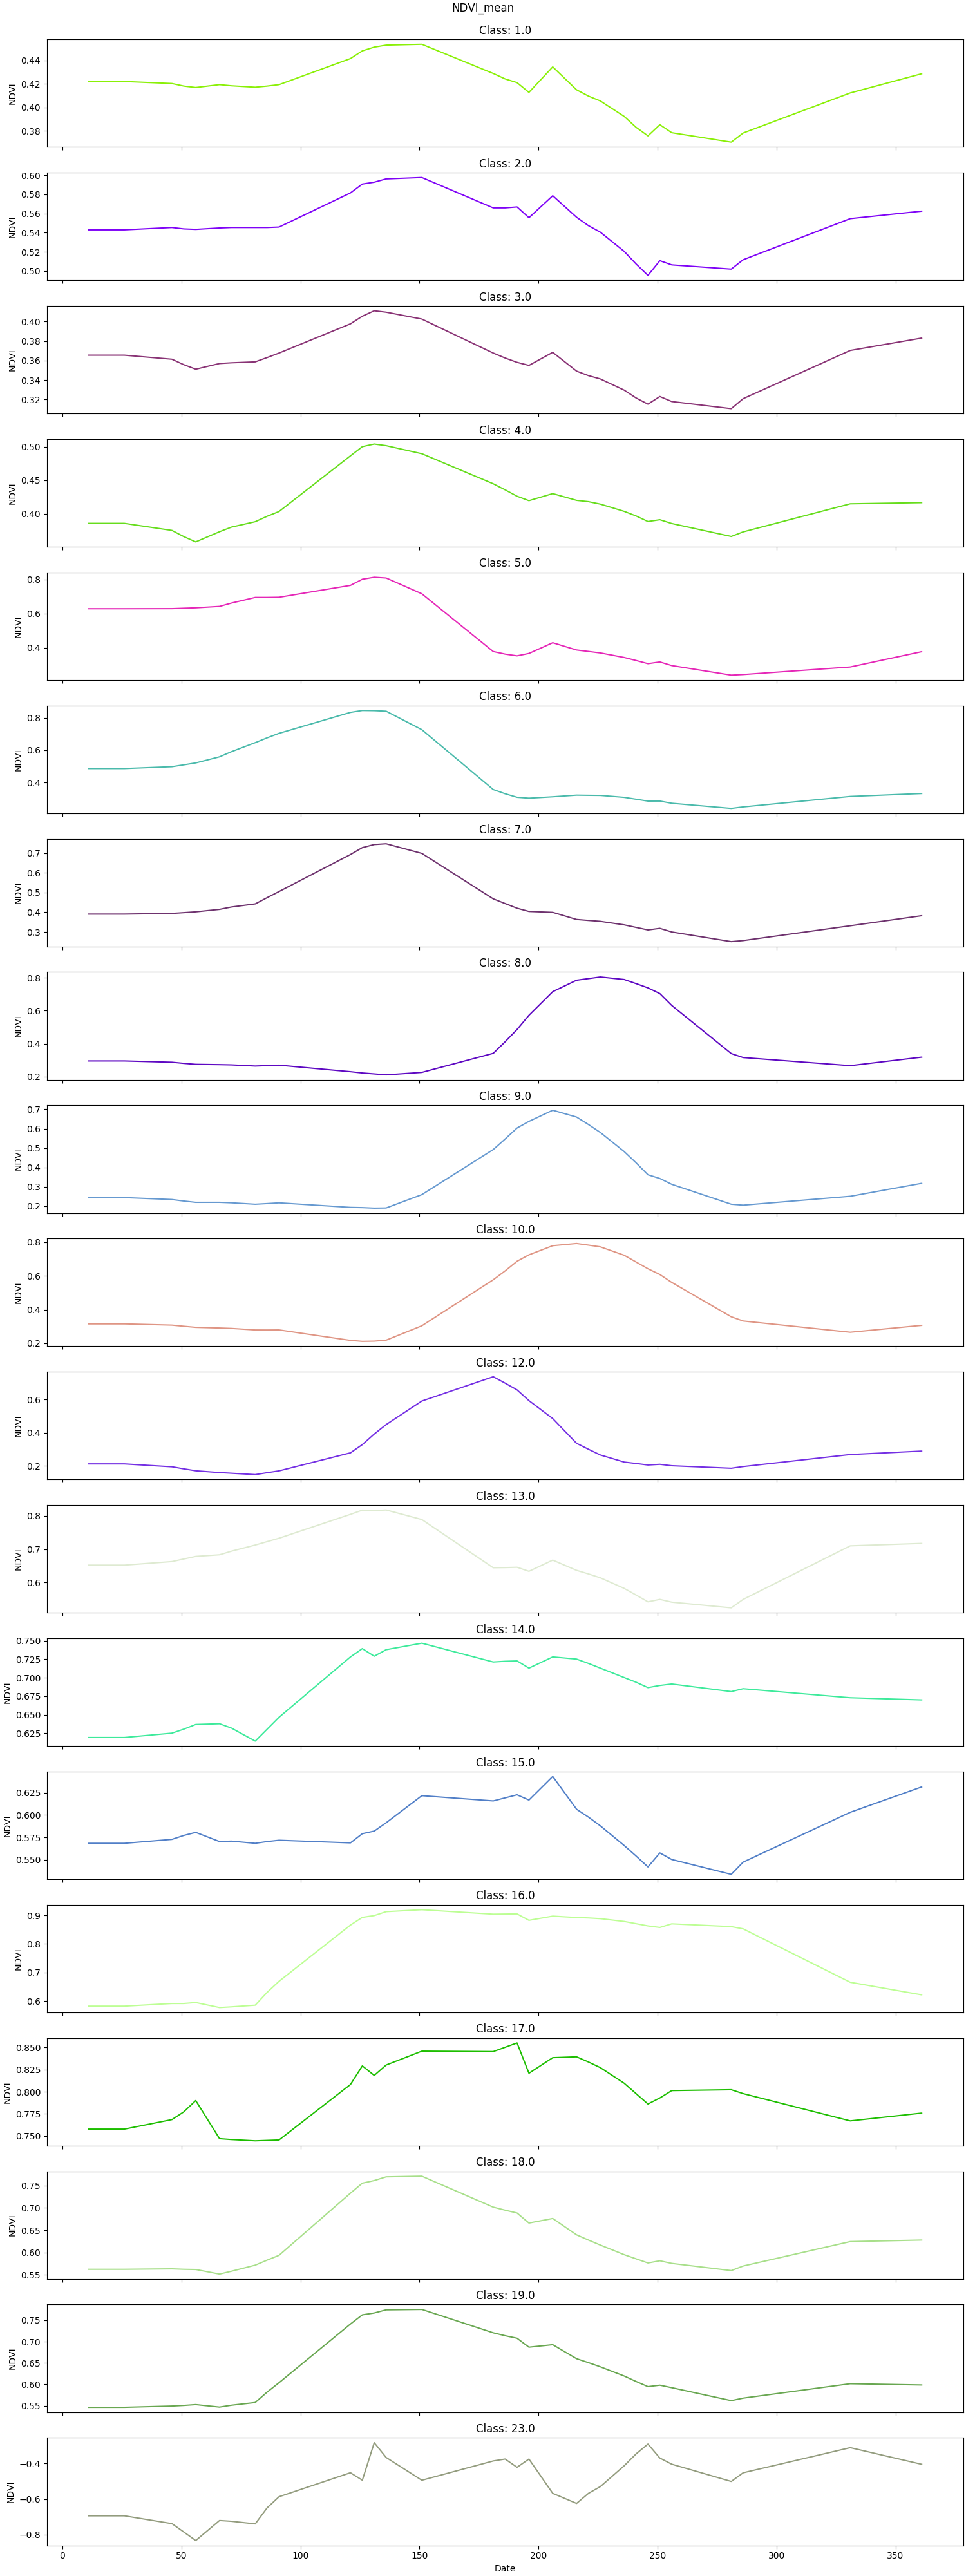 NDVI_mean
Class: 1.0
0.44
0.42
0.40
0.38
NDVI
Class: 2.0
0.60
0.58
0.56
0.54
0.52
0.50
NDVI
Class: 3.0
0.40
0.38
0.36
0.34
0.32
NDVI
Class: 4.0
0.50
0.45
0.40
NDVI
Class: 5.0
0.8
0.6
0.4
NDVI
Class: 6.0
0.8
0.6
0.4
NDVI
Class: 7.0
0.7
0.6
0.5
0.4
0.3
NDVI
Class: 8.0
0.8
0.6
0.4
0.2
NDVI
Class: 9.0
0.7
0.6
0.5
0.4
0.3
0.2
NDVI
Class: 10.0
0.8
0.6
0.4
0.2
NDVI
Class: 12.0
0.6
0.4
0.2
NDVI
Class: 13.0
0.8
0.7
0.6
NDVI
Class: 14.0
0.750
0.725
0.700
0.675
0.650
0.625
NDVI
Class: 15.0
0.625
0.600
0.575
0.550
NDVI
Class: 16.0
0.9
0.8
0.7
0.6
NDVI
Class: 17.0
0.850
0.825
0.800
0.775
0.750
NDVI
Class: 18.0
0.75
0.70
0.65
0.60
0.55
NDVI
Class: 19.0
0.75
0.70
0.65
0.60
0.55
NDVI
Class: 23.0
−0.4
−0.6
−0.8
NDVI
0 50 100 150 200 250 300 350
Date